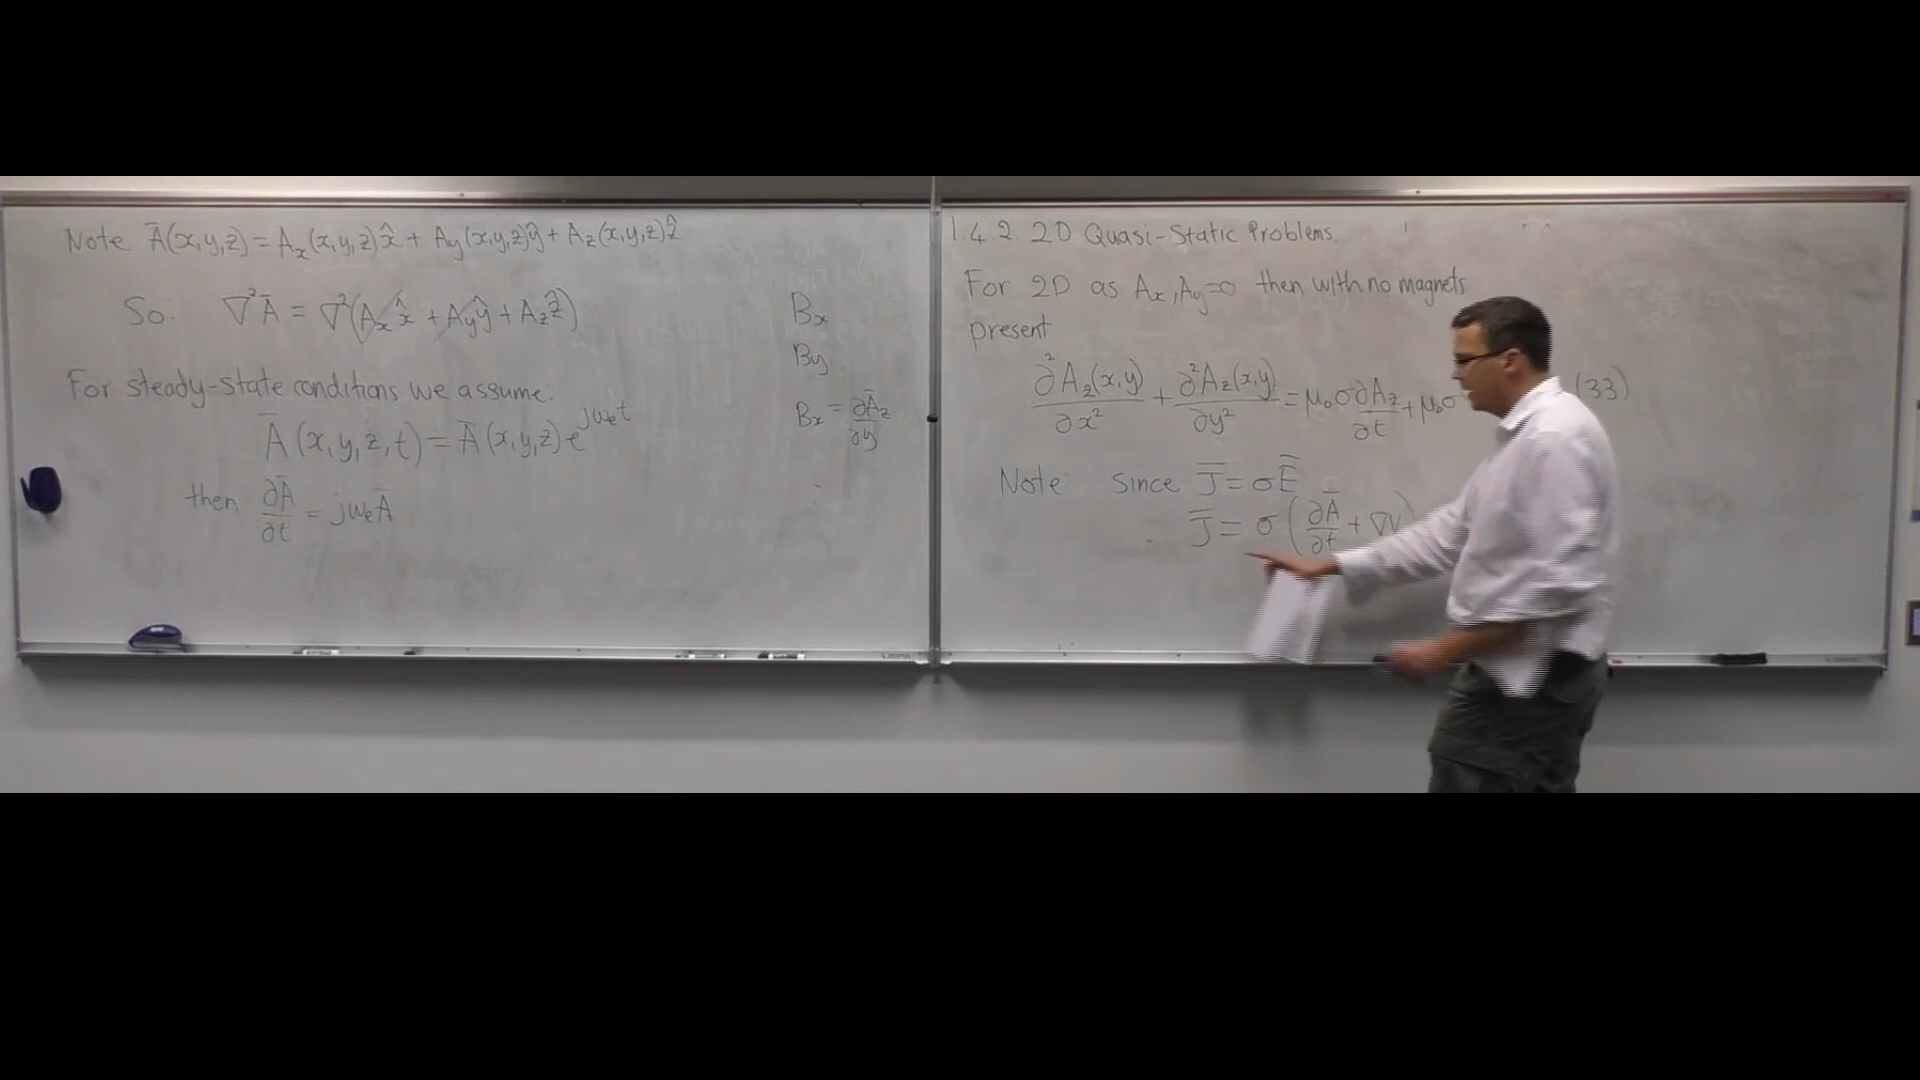 Note Ā(x,y,z) = Aₓ(x,y,z)x̂ + A_y(x,y,z)ŷ + A_z(x,y,z)ẑ
So: ∇²Ā = ∇²(Aₓx̂ + A_yŷ + A_zẑ)
For steady-state conditions we assume:
Ā(x,y,z,t) = Ā(x,y,z)e^{jωₑt}
then ∂Ā/∂t = jωₑĀ
Bₓ
By
Bₓ = ∂Ā_z/∂y
1.4.2. 2D Quasi-Static Problems.
For 2D as Aₓ, A_y=0 then with no magnets
present
∂²A_z(x,y)/∂x² + ∂²A_z(x,y)/∂y² = μ₀σ∂A_z/∂t + μ₀σ (33)
Note: Since J̄ = σĒ
J̄ = σ(∂Ā/∂t + ∇V)